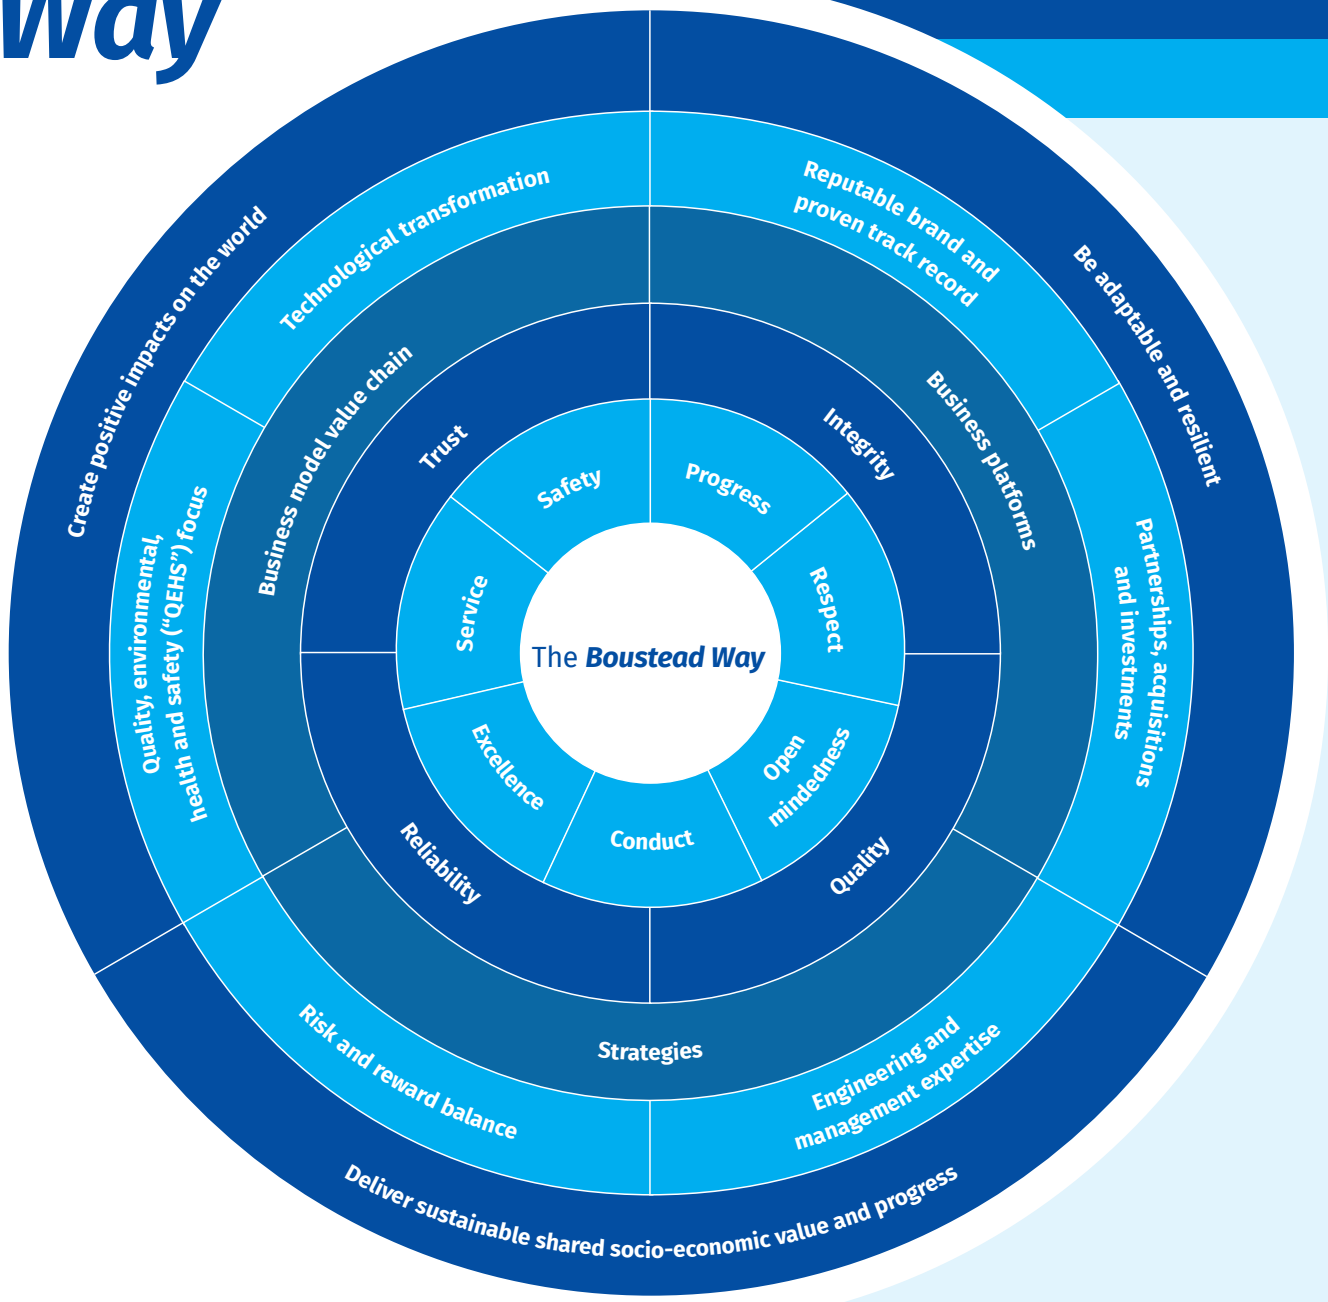 Way
Create positive impacts on the world
Be adaptable and resilient
Deliver sustainable shared socio-economic value and progress
Technological transformation
Reputable brand and
proven track record
Partnerships, acquisitions
and investments
Engineering and
management expertise
Risk and reward balance
Quality, environmental,
health and safety (“QEHS”) focus
Business model value chain
Business platforms
Strategies
Trust
Integrity
Quality
Reliability
Safety
Progress
Respect
Open
mindedness
Conduct
Excellence
Service
The Boustead Way